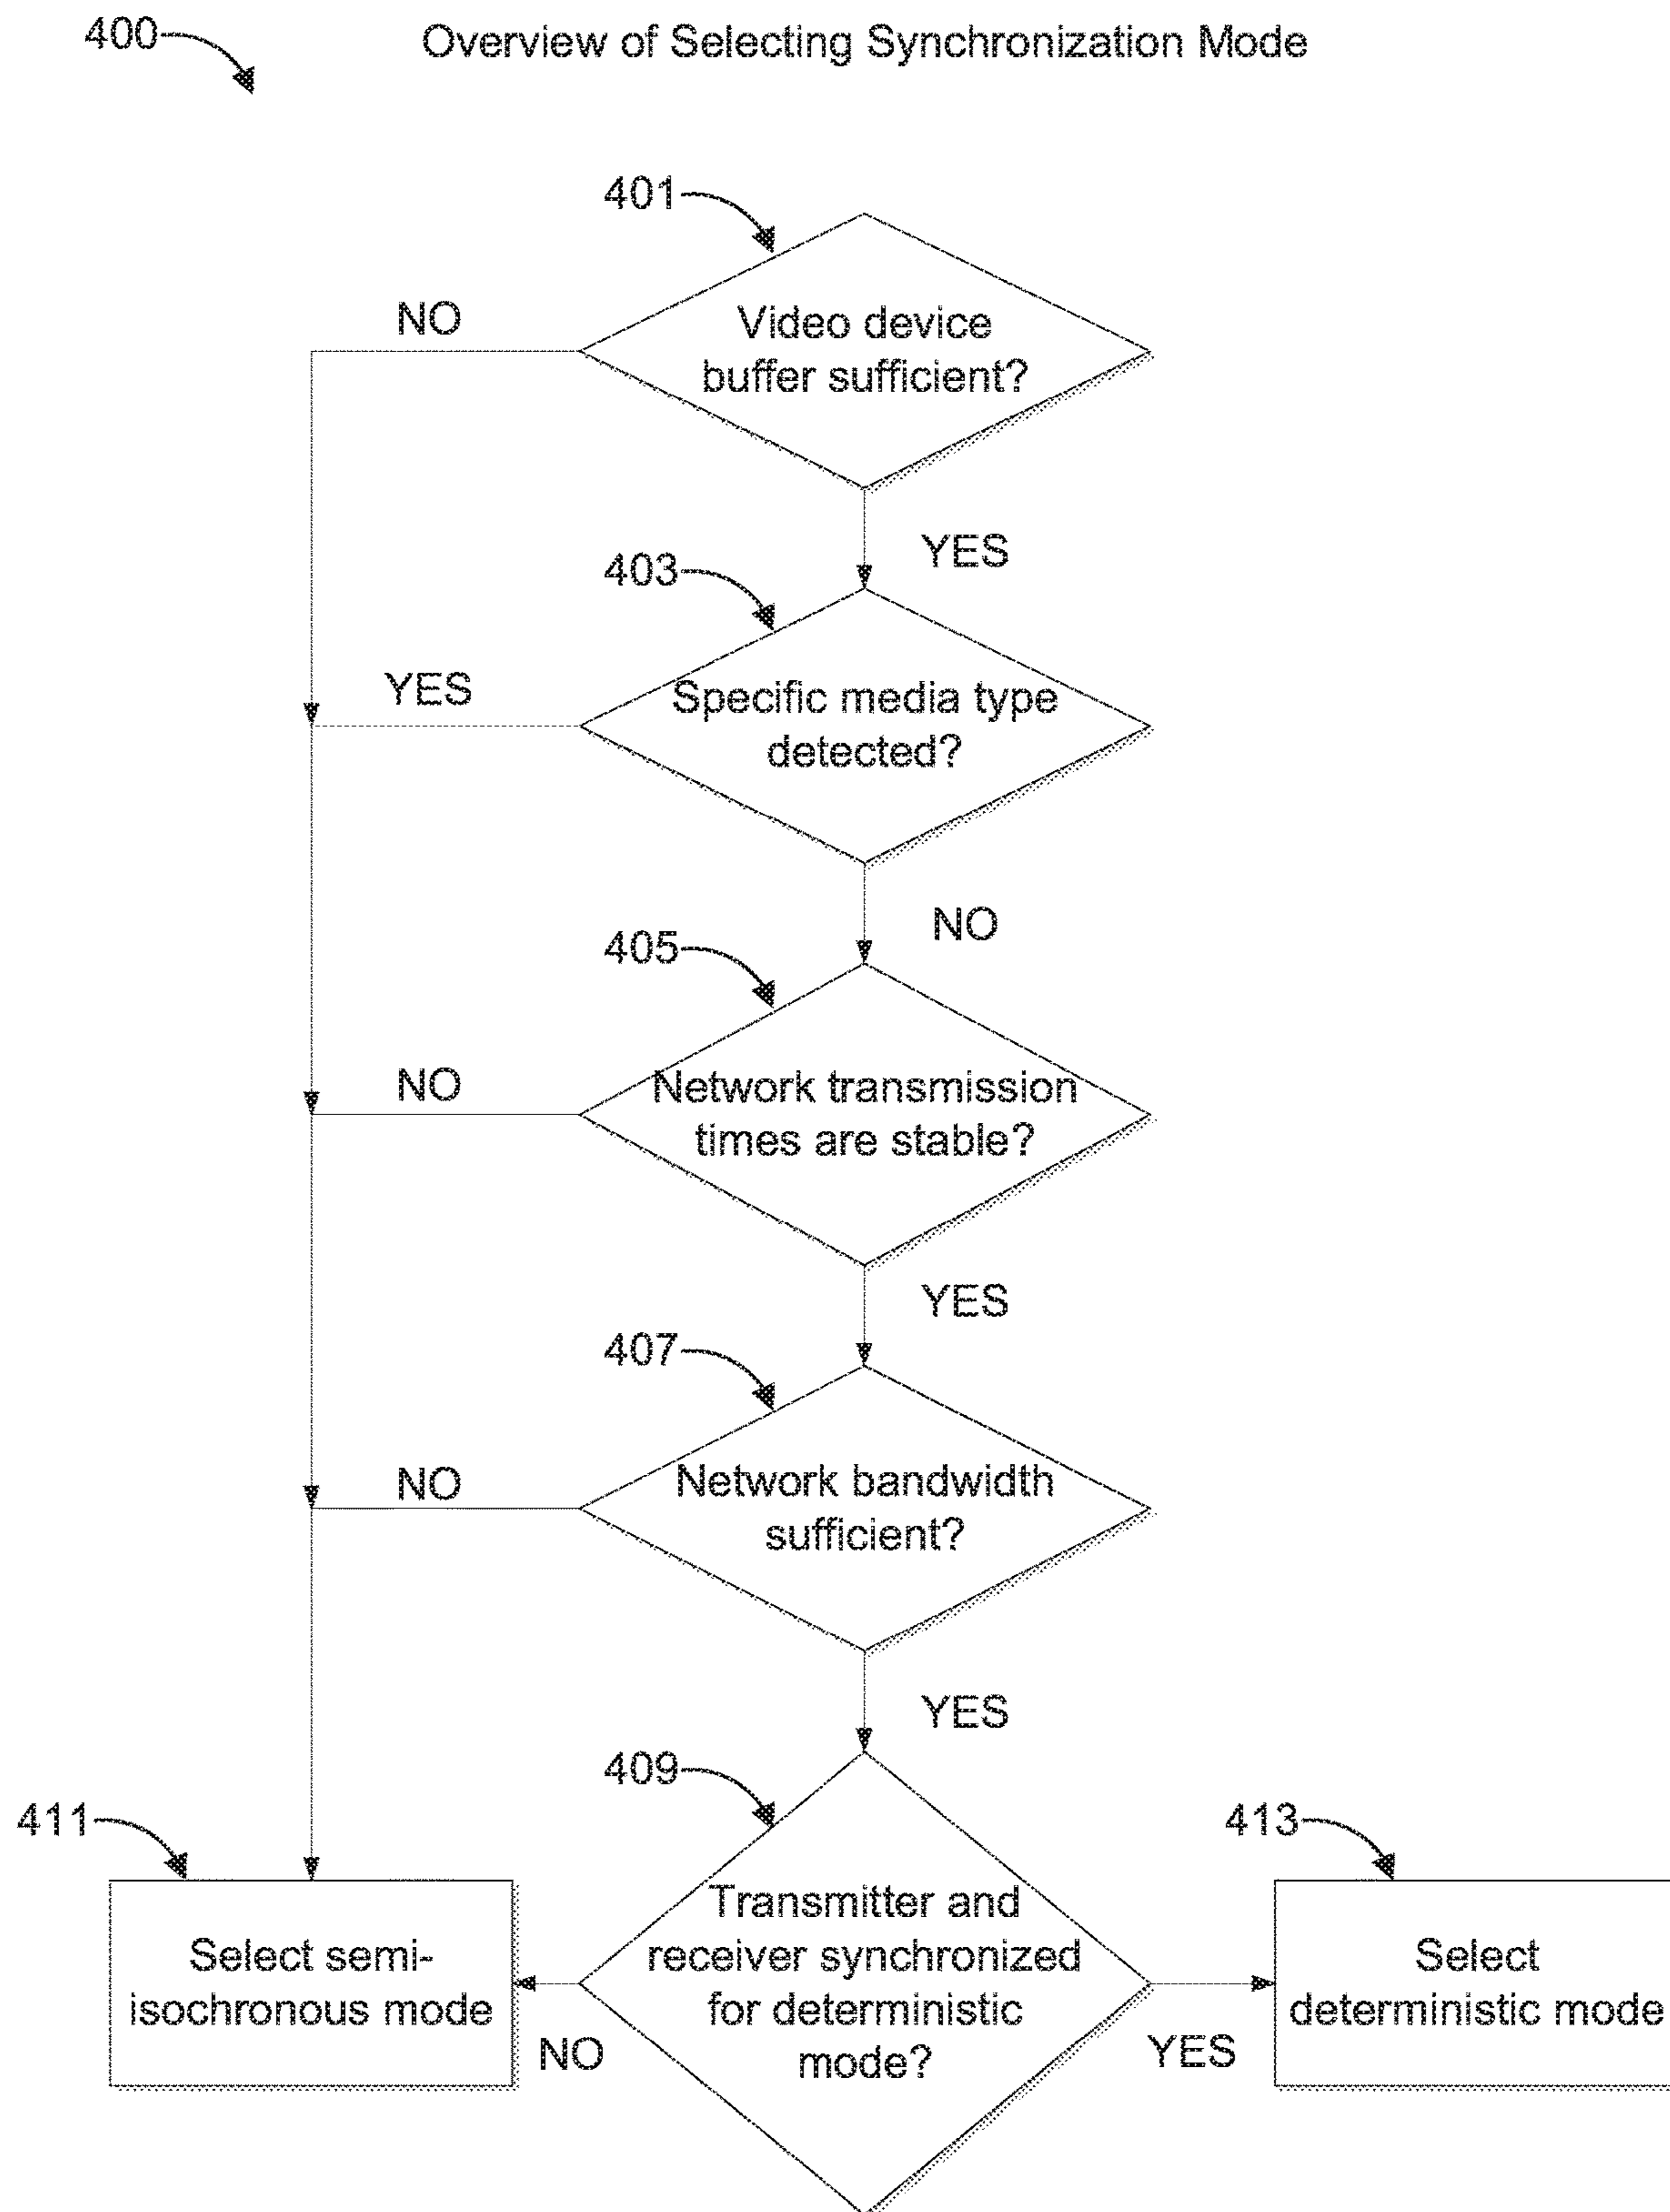 400
Overview of Selecting Synchronization Mode
401
NO
Video device
buffer sufficient?
YES
403
YES
Specific media type
detected?
NO
405
NO
Network transmission
times are stable?
YES
407
NO
Network bandwidth
sufficient?
YES
409
411
413
Select semi-
isochronous mode
Transmitter and
receiver synchronized
for deterministic
mode?
Select
deterministic mode
NO
YES